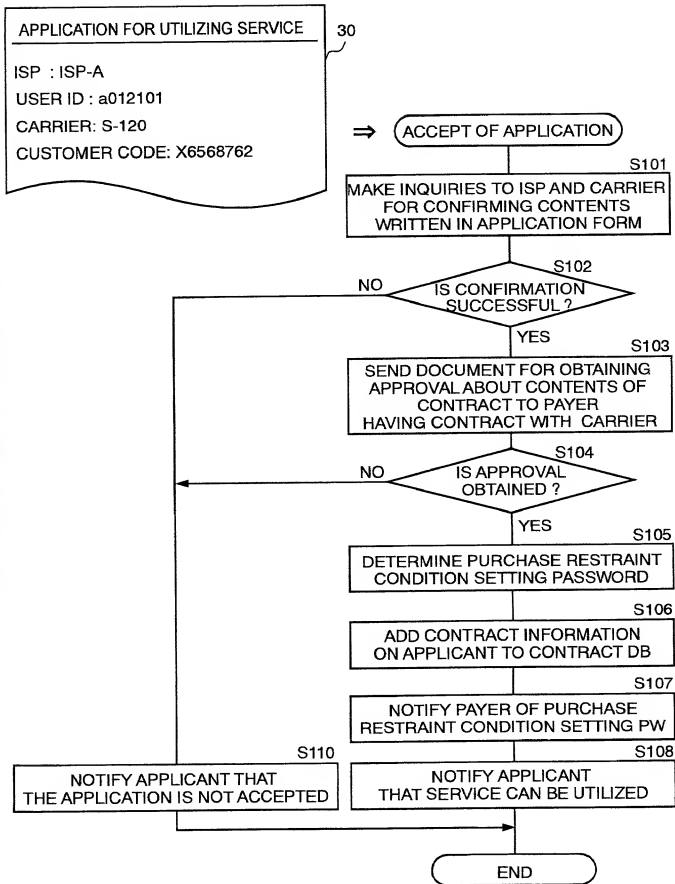 APPLICATION FOR UTILIZING SERVICE
30
ISP : ISP-A
USER ID : a012101
CARRIER: S-120
CUSTOMER CODE: X6568762
⇒
ACCEPT OF APPLICATION
S101
MAKE INQUIRIES TO ISP AND CARRIER
FOR CONFIRMING CONTENTS
WRITTEN IN APPLICATION FORM
S102
NO
IS CONFIRMATION
SUCCESSFUL ?
YES
S103
SEND DOCUMENT FOR OBTAINING
APPROVAL ABOUT CONTENTS OF
CONTRACT TO PAYER
HAVING CONTRACT WITH CARRIER
S104
NO
IS APPROVAL
OBTAINED ?
YES
S105
DETERMINE PURCHASE RESTRAINT
CONDITION SETTING PASSWORD
S106
ADD CONTRACT INFORMATION
ON APPLICANT TO CONTRACT DB
S107
NOTIFY PAYER OF PURCHASE
RESTRAINT CONDITION SETTING PW
S110
NOTIFY APPLICANT THAT
THE APPLICATION IS NOT ACCEPTED
S108
NOTIFY APPLICANT
THAT SERVICE CAN BE UTILIZED
END